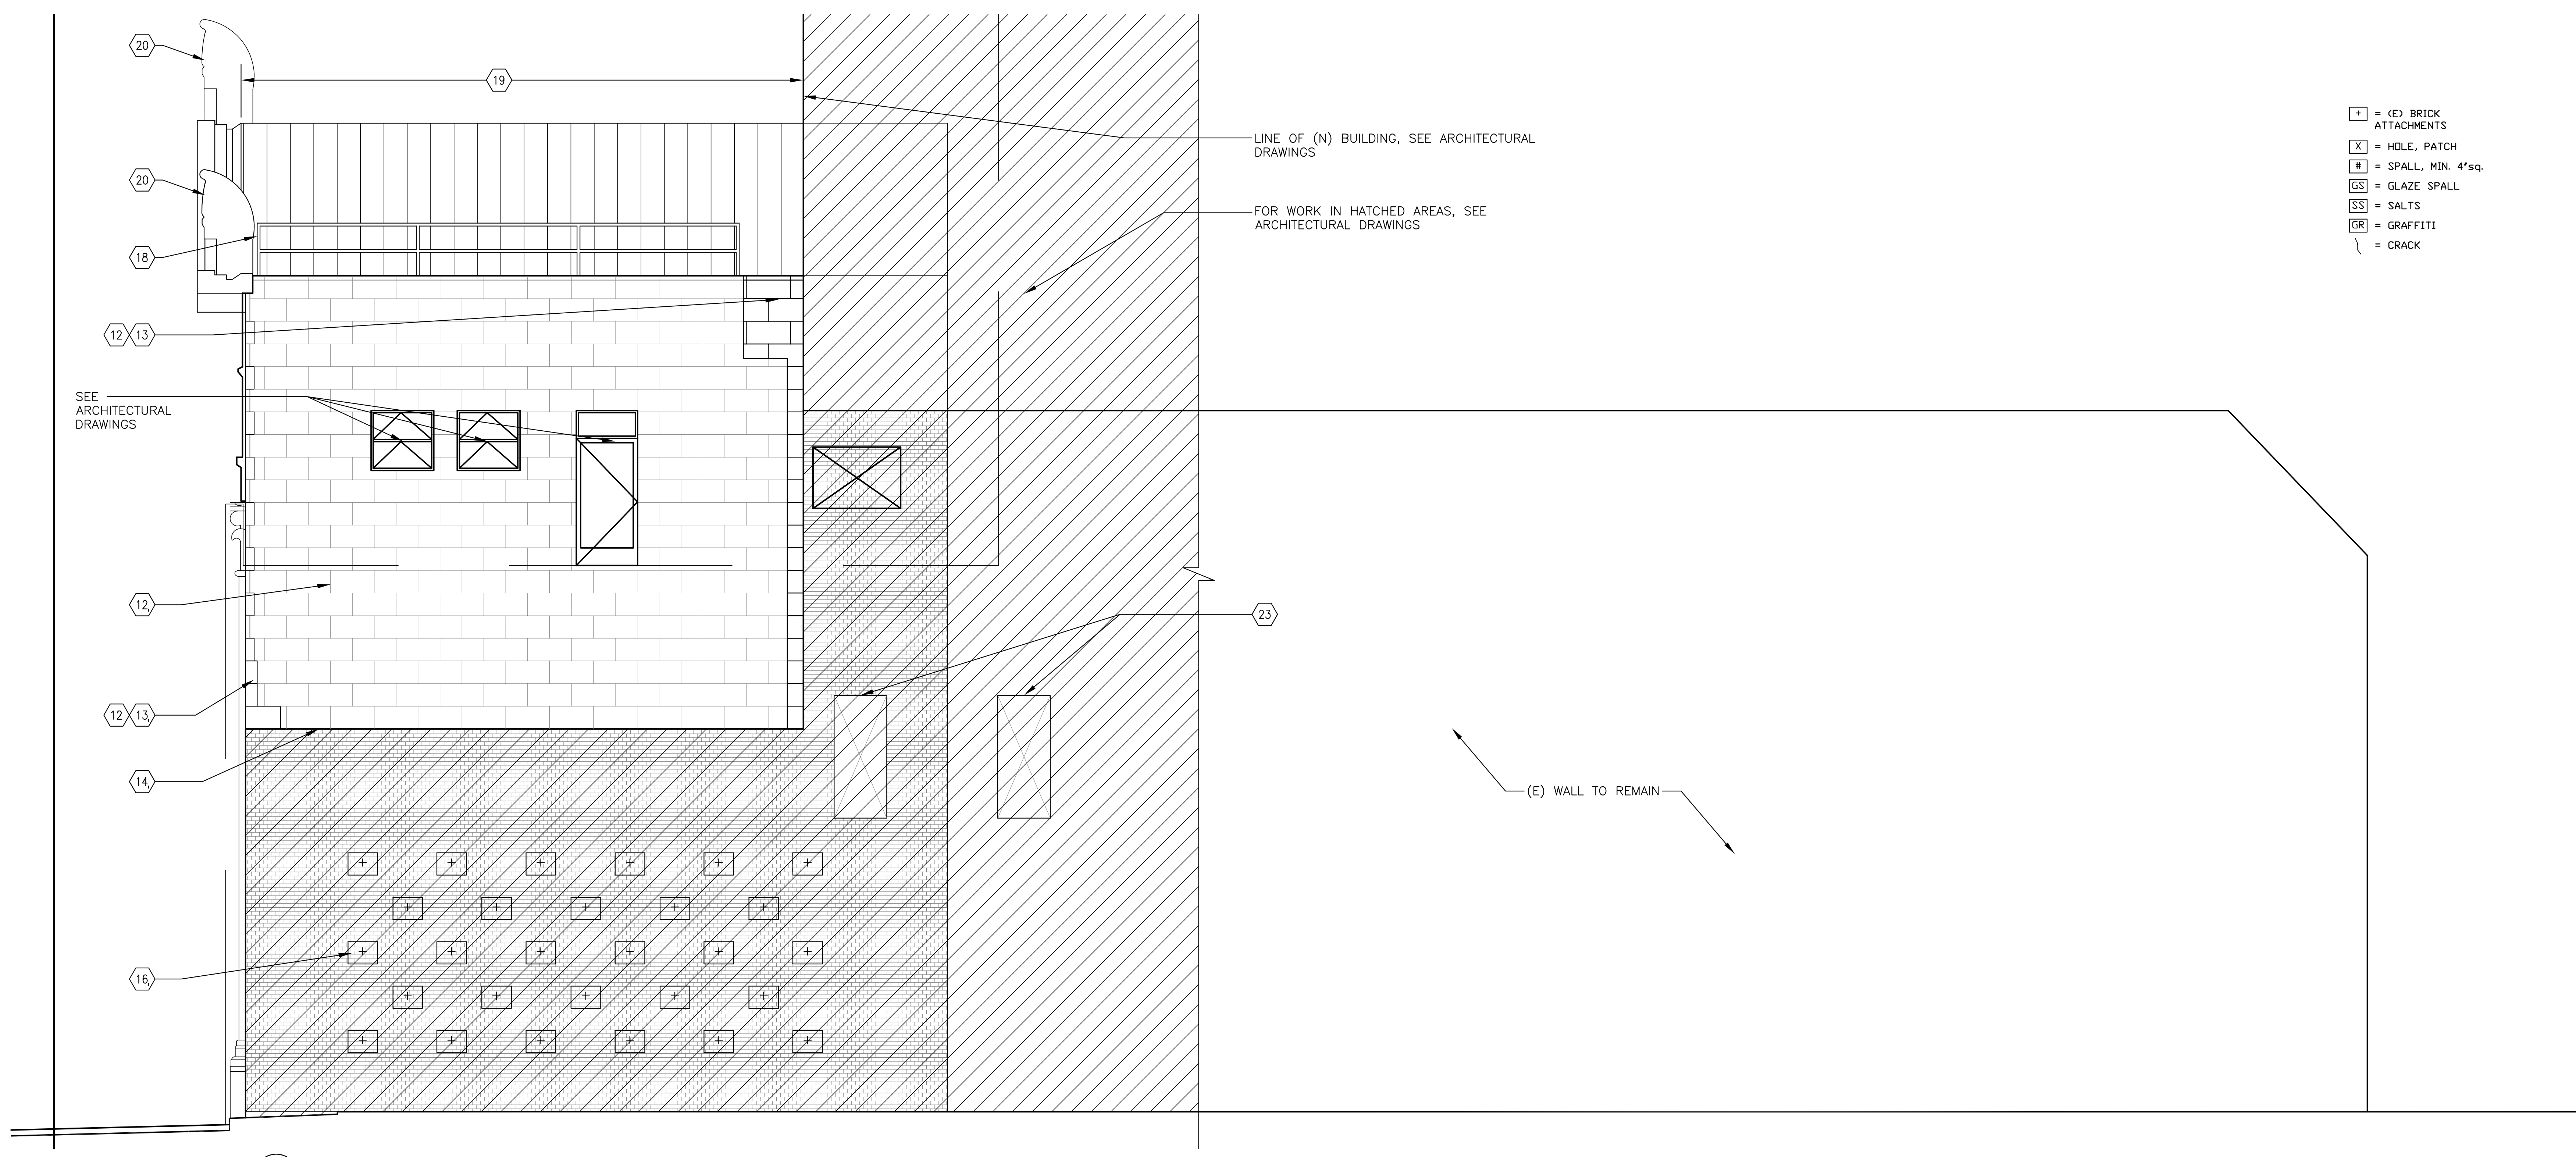 20
19
LINE OF (N) BUILDING, SEE ARCHITECTURAL
DRAWINGS
+ = (E) BRICK
ATTACHMENTS
X = HOLE, PATCH
# = SPALL, MIN. 4"sq.
GS = GLAZE SPALL
SS = SALTS
GR = GRAFFITI
= CRACK
20
FOR WORK IN HATCHED AREAS, SEE
ARCHITECTURAL DRAWINGS
18
12 13
SEE
ARCHITECTURAL
DRAWINGS
12,
23
12 13,
14,
(E) WALL TO REMAIN
16,
+ + + + + +
+ + + + +
+ + + + + +
+ + + + +
+ + + + + +